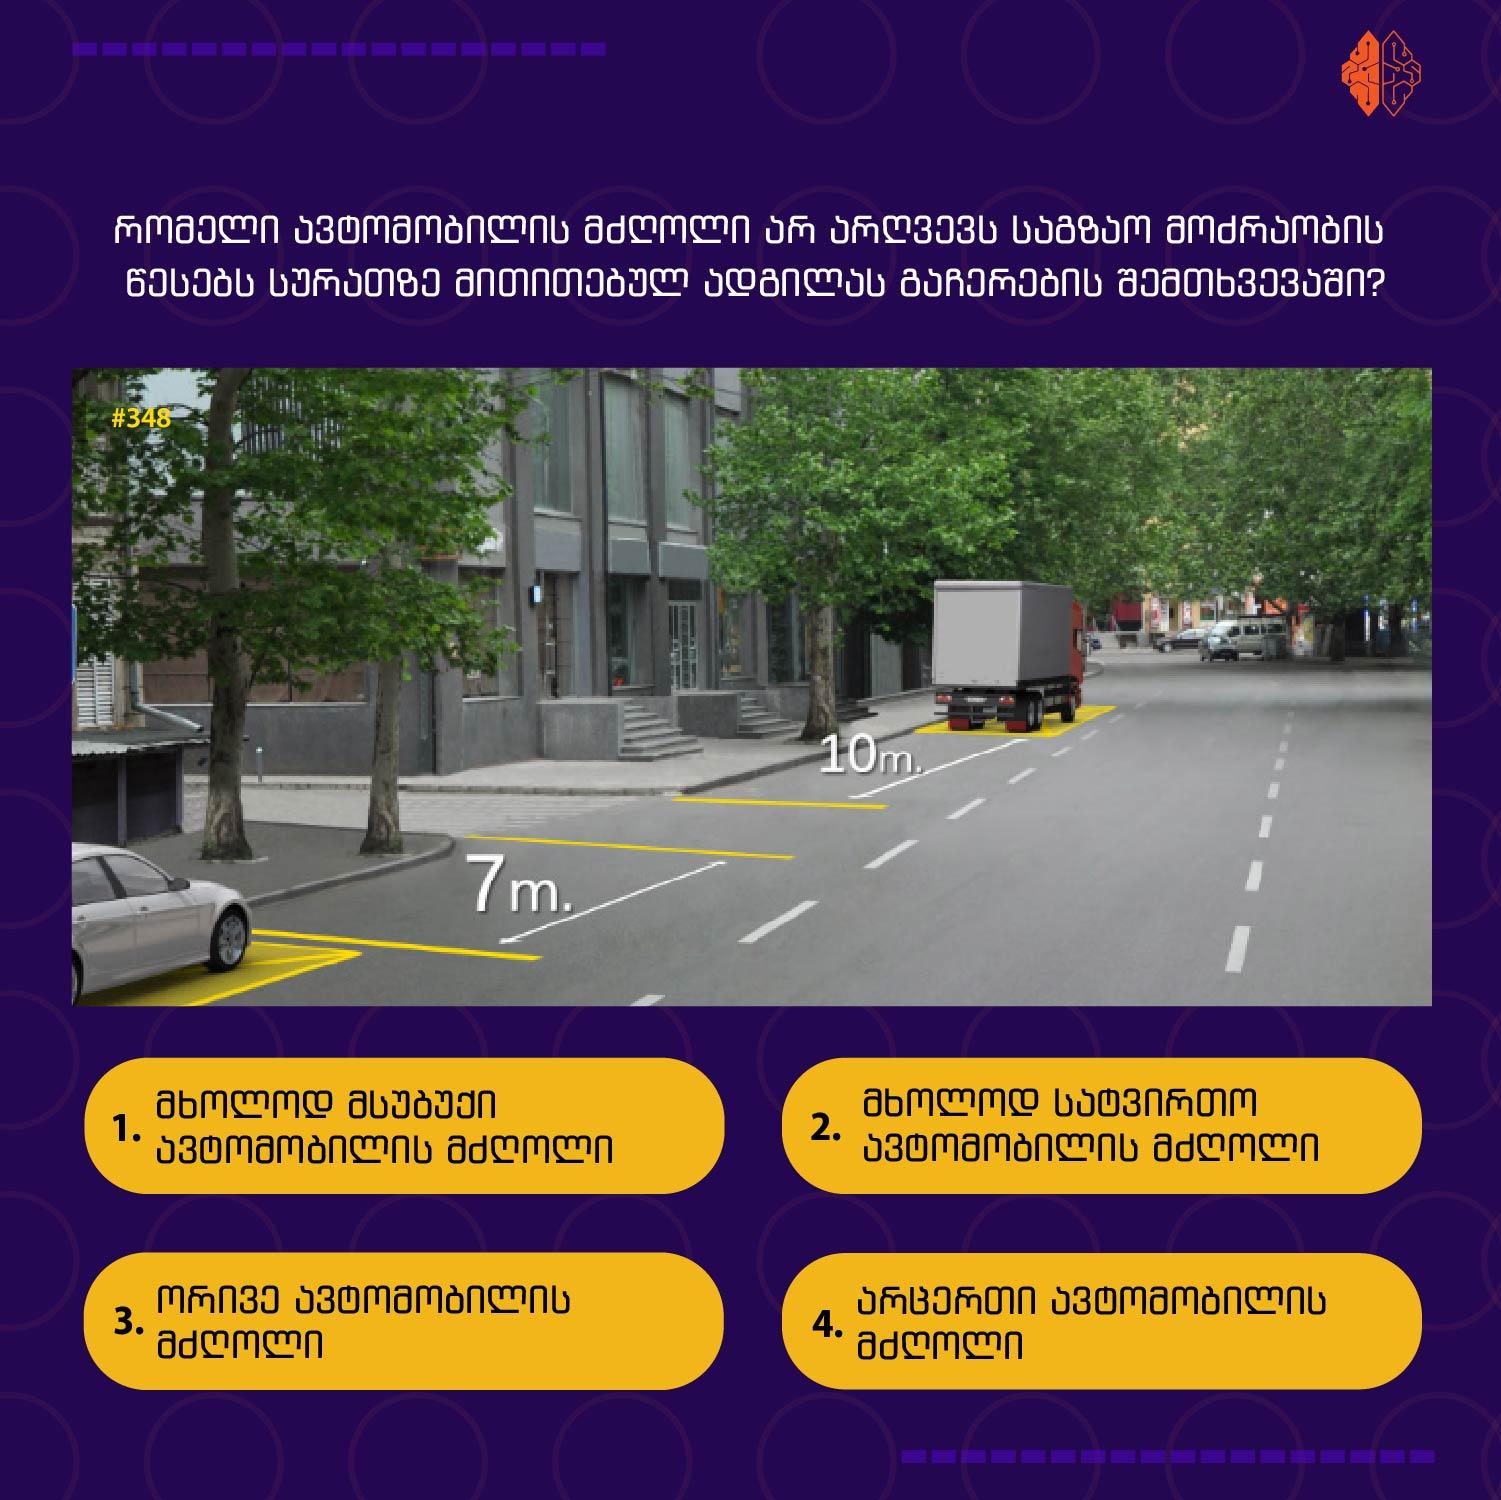 რომელი ავტომობილის მძღოლი არ არღვევს საგზაო მოძრაობის
წესებს სურათზე მითითებულ ადგილას გაჩერების შემთხვევაში?
#348
10m.
7m.
1. მხოლოდ მსუბუქი
ავტომობილის მძღოლი
2. მხოლოდ სატვირთო
ავტომობილის მძღოლი
3. ორივე ავტომობილის
მძღოლი
4. არცერთი ავტომობილის
მძღოლი